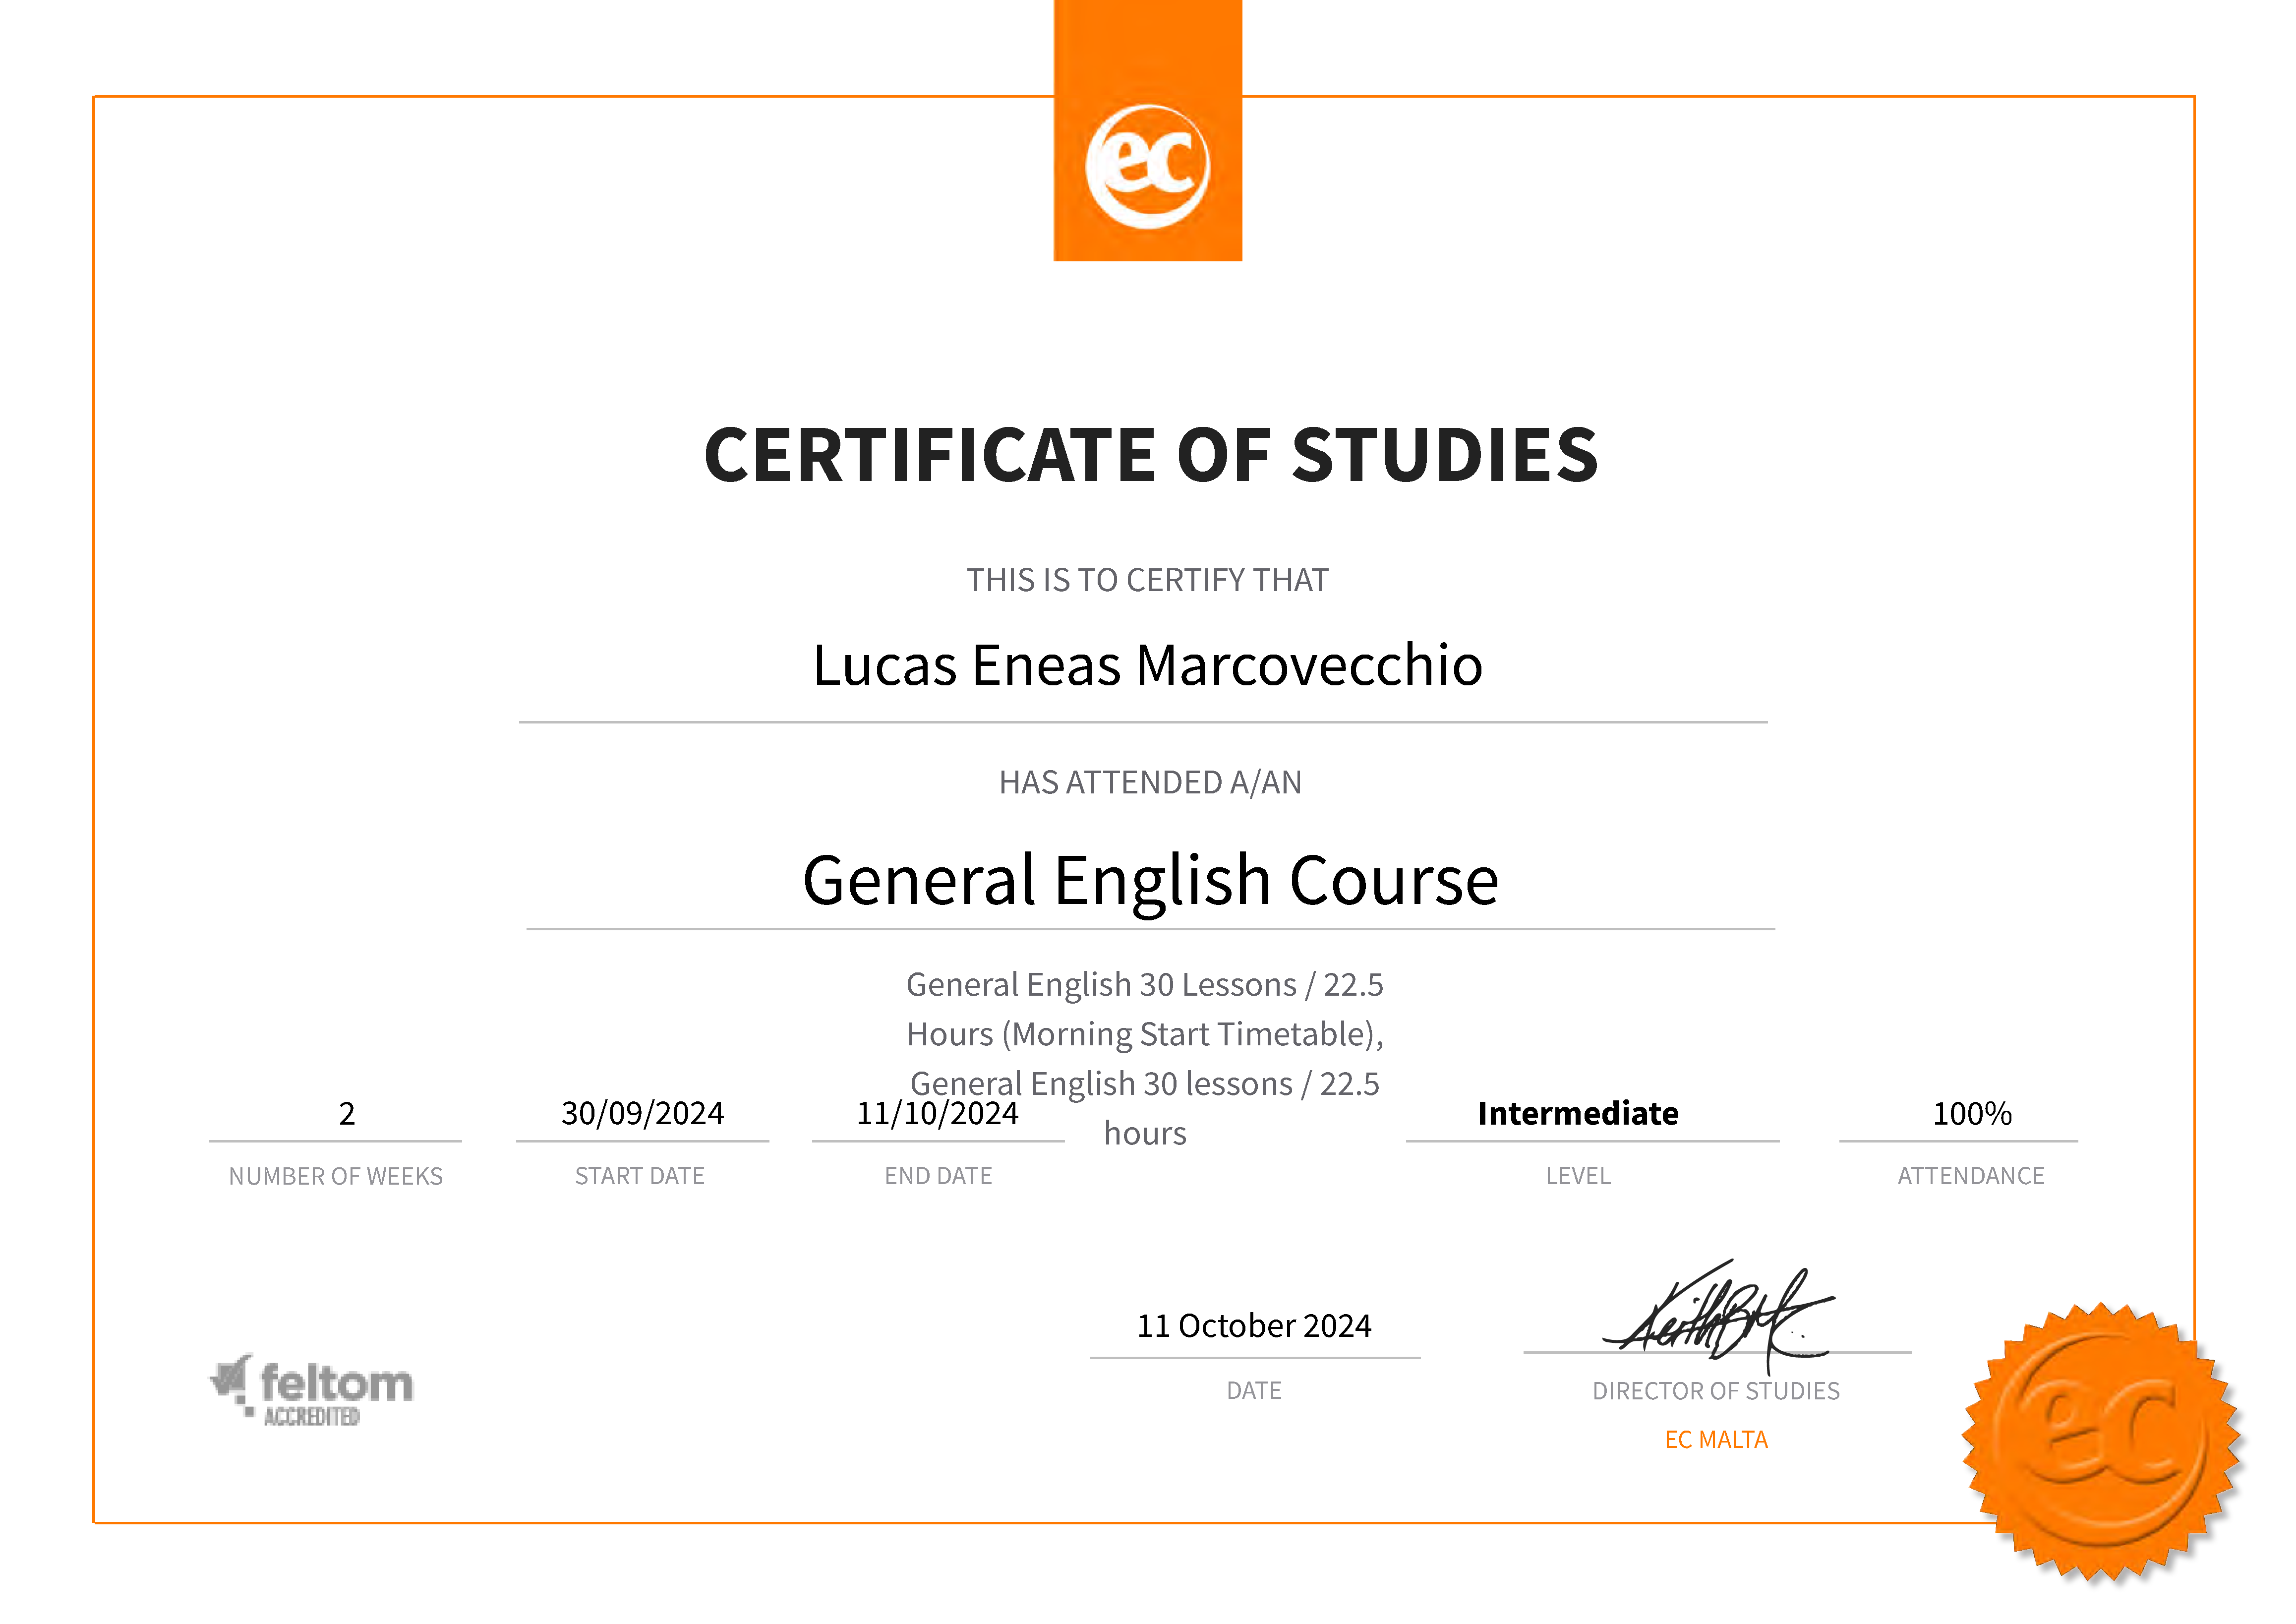 ec
CERTIFICATE OF STUDIES
THIS IS TO CERTIFY THAT
Lucas Eneas Marcovecchio
HAS ATTENDED A/AN
General English Course
General English 30 Lessons / 22.5
Hours (Morning Start Timetable),
General English 30 lessons / 22.5
hours
2 30/09/2024 11/10/2024 Intermediate 100%
NUMBER OF WEEKS START DATE END DATE LEVEL ATTENDANCE
11 October 2024
DATE DIRECTOR OF STUDIES
EC MALTA
feltom
ACCREDITED
ec